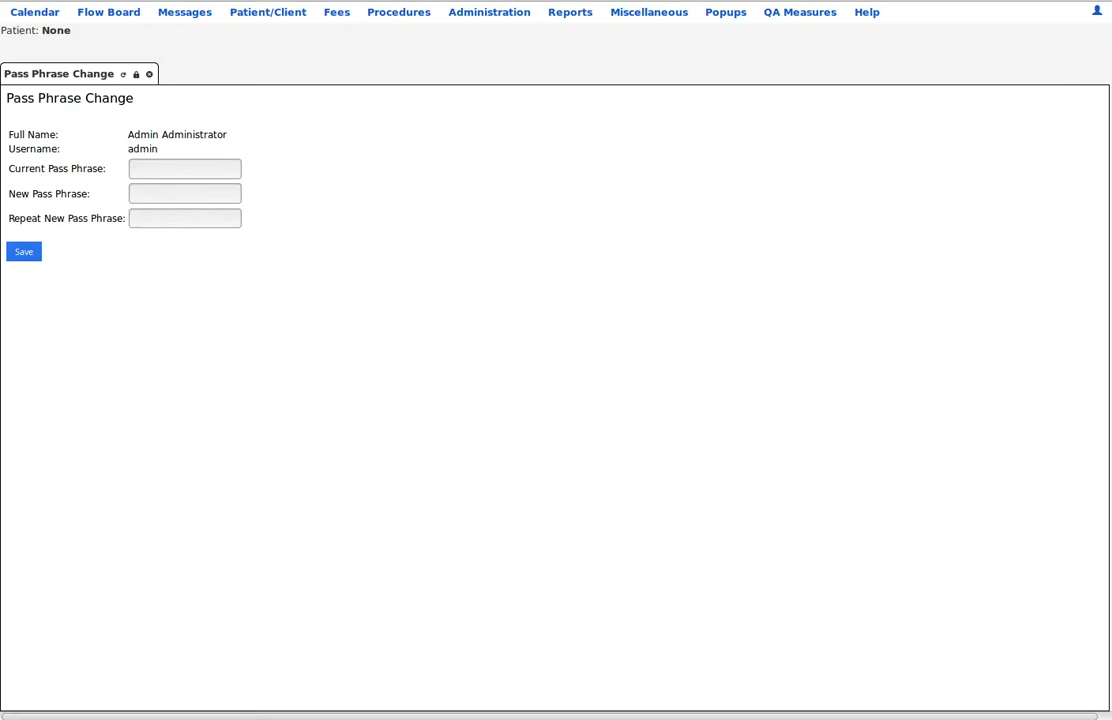 Calendar Flow Board Messages Patient/Client Fees Procedures Administration Reports Miscellaneous Popups QA Measures Help
Patient: None
Pass Phrase Change
Pass Phrase Change
Full Name: Admin Administrator
Username: admin
Current Pass Phrase:
New Pass Phrase:
Repeat New Pass Phrase:
Save